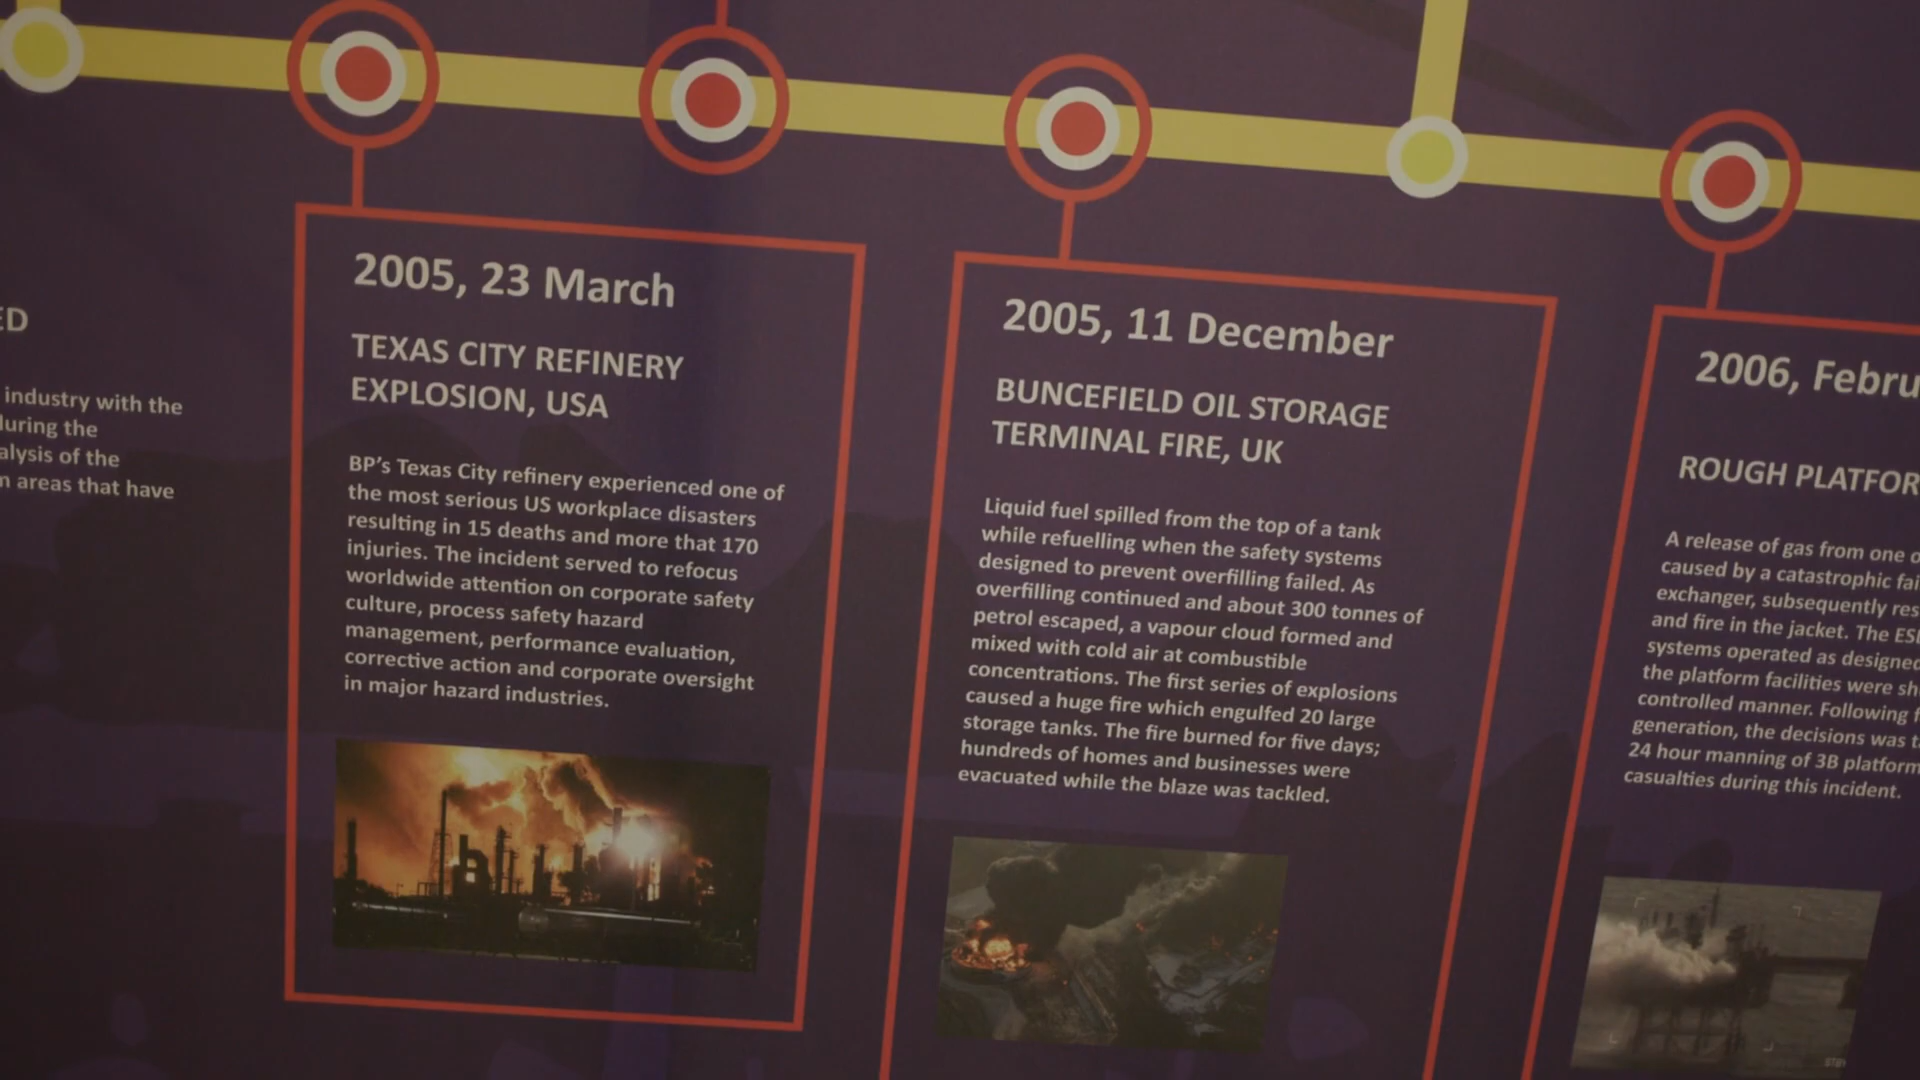 ED
industry with the
during the
alysis of the
areas that have
2005, 23 March
TEXAS CITY REFINERY
EXPLOSION, USA
BP's Texas City refinery experienced one of
the most serious US workplace disasters
resulting in 15 deaths and more that 170
injuries. The incident served to refocus
worldwide attention on corporate safety
culture, process safety hazard
management, performance evaluation,
corrective action and corporate oversight
in major hazard industries.
2005, 11 December
BUNCEFIELD OIL STORAGE
TERMINAL FIRE, UK
Liquid fuel spilled from the top of a tank
while refuelling when the safety systems
designed to prevent overfilling failed. As
overfilling continued and about 300 tonnes of
petrol escaped, a vapour cloud formed and
mixed with cold air at combustible
concentrations. The first series of explosions
caused a huge fire which engulfed 20 large
storage tanks. The fire burned for five days;
hundreds of homes and businesses were
evacuated while the blaze was tackled.
2006, Febru
ROUGH PLATFOR
A release of gas from one o
caused by a catastrophic fai
exchanger, subsequently res
and fire in the jacket. The ES
systems operated as designed
the platform facilities were sh
controlled manner. Following f
generation, the decisions was t
24 hour manning of 3B platform
casualties during this incident.